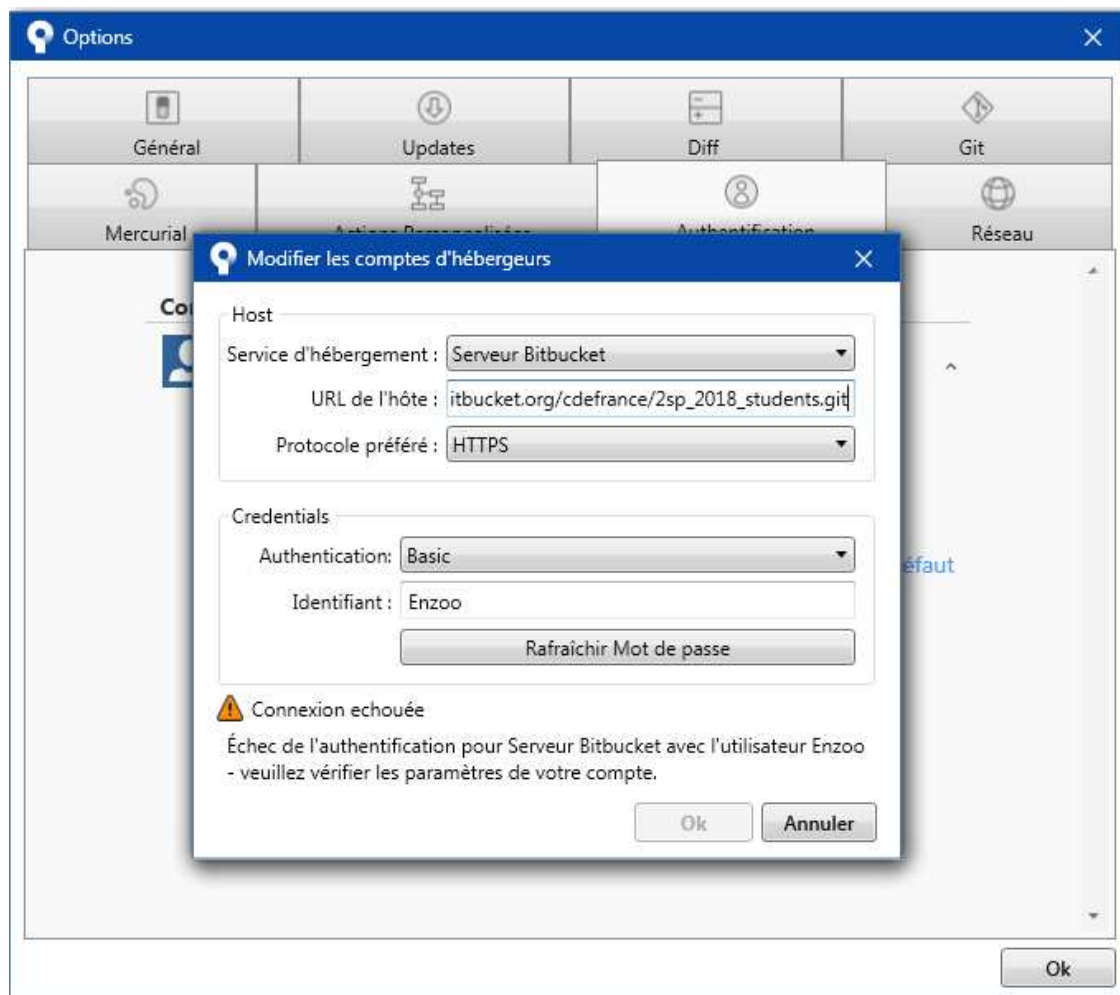 Options
Général
Updates
Diff
Git
Mercurial
Actions Personnalisées
Authentification
Réseau
Modifier les comptes d'hébergeurs
Host
Service d'hébergement : Serveur Bitbucket
URL de l'hôte : itbucket.org/cdefrance/2sp_2018_students.git
Protocole préféré : HTTPS
Credentials
Authentication: Basic
éfaut
Identifiant : Enzoo
Rafraîchir Mot de passe
Connexion echouée
Échec de l'authentification pour Serveur Bitbucket avec l'utilisateur Enzoo
- veuillez vérifier les paramètres de votre compte.
Ok
Annuler
Ok